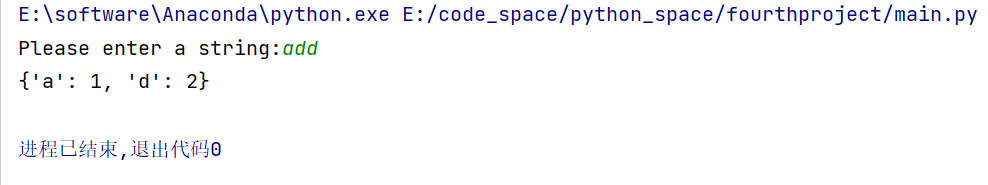 E:\software\Anaconda\python.exe E:/code_space/python_space/fourthproject/main.py
Please enter a string:add
{'a': 1, 'd': 2}
进程已结束,退出代码0